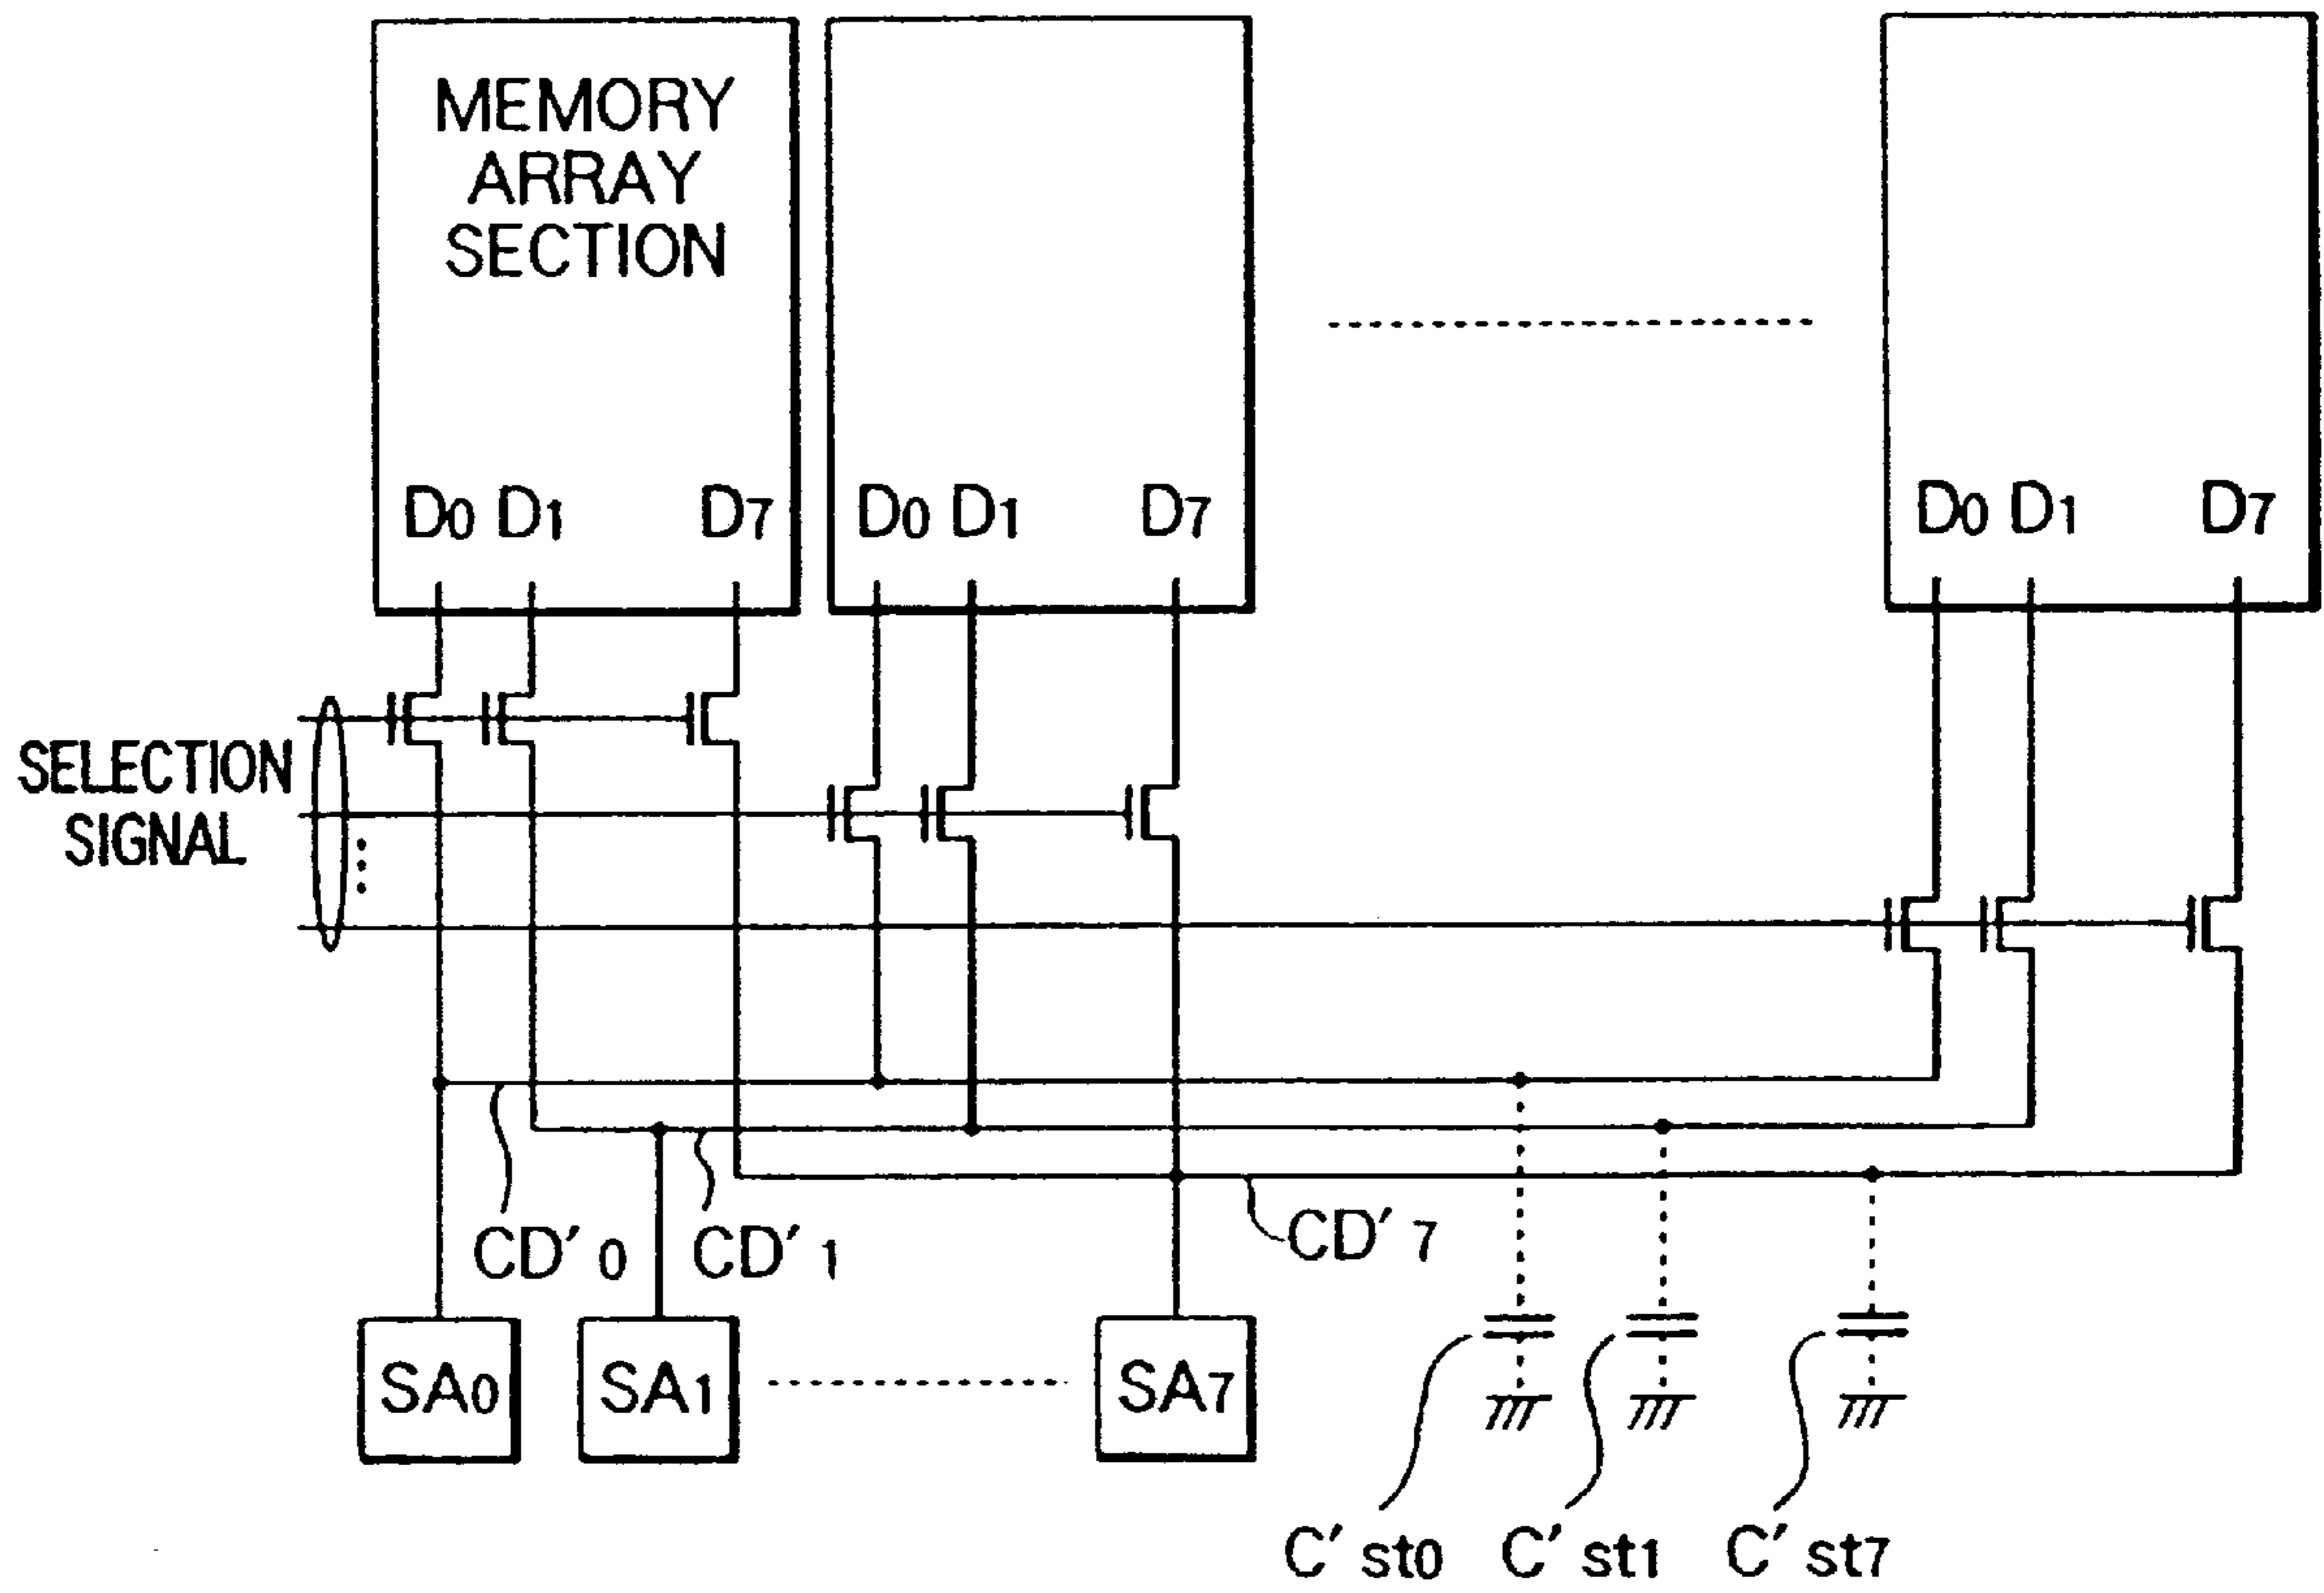 MEMORY
ARRAY
SECTION
D0 D1 D7
D0 D1 D7
D0 D1 D7
SELECTION
SIGNAL
CD'0
CD'1
CD'7
SA0
SA1
SA7
C'st0
C'st1
C'st7